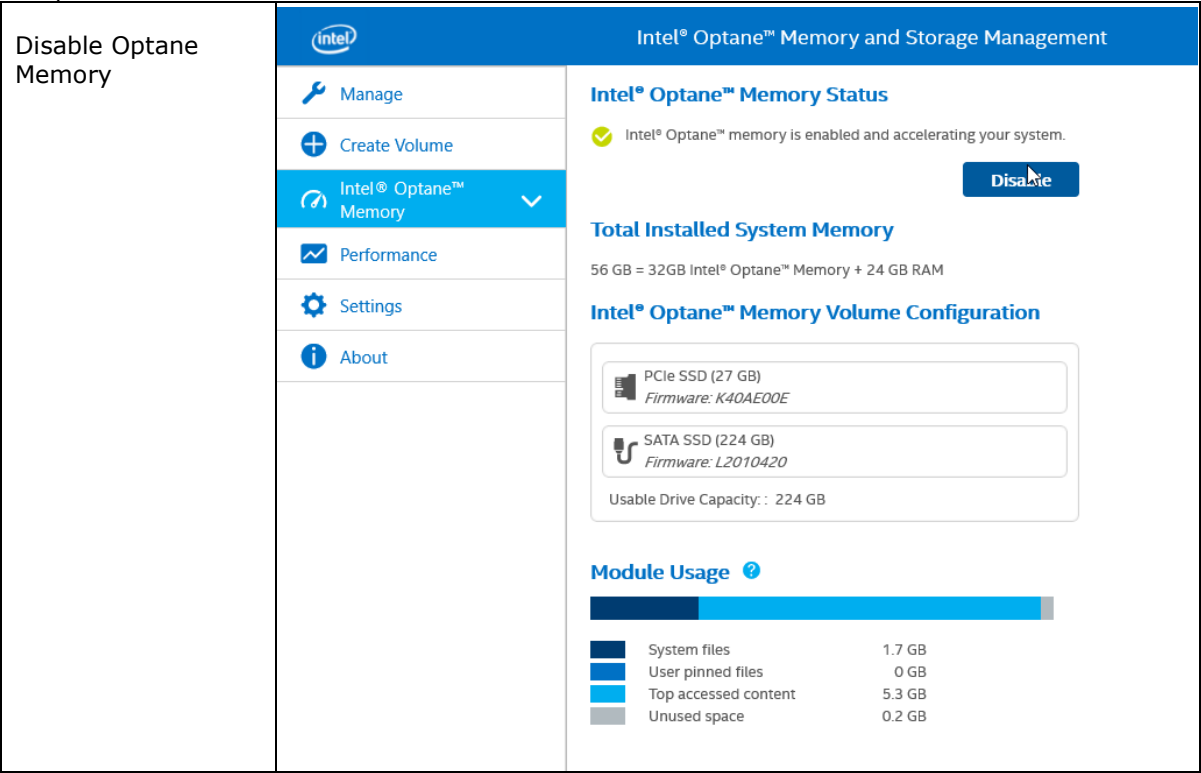 Disable Optane
Memory
intel
Intel® Optane™ Memory and Storage Management
Manage
Create Volume
Intel® Optane™
Memory
Performance
Settings
About
Intel® Optane™ Memory Status
Intel® Optane™ memory is enabled and accelerating your system.
Disable
Total Installed System Memory
56 GB = 32GB Intel® Optane™ Memory + 24 GB RAM
Intel® Optane™ Memory Volume Configuration
PCIe SSD (27 GB)
Firmware: K40AE00E
SATA SSD (224 GB)
Firmware: L2010420
Usable Drive Capacity: : 224 GB
Module Usage ?
System files 1.7 GB
User pinned files 0 GB
Top accessed content 5.3 GB
Unused space 0.2 GB